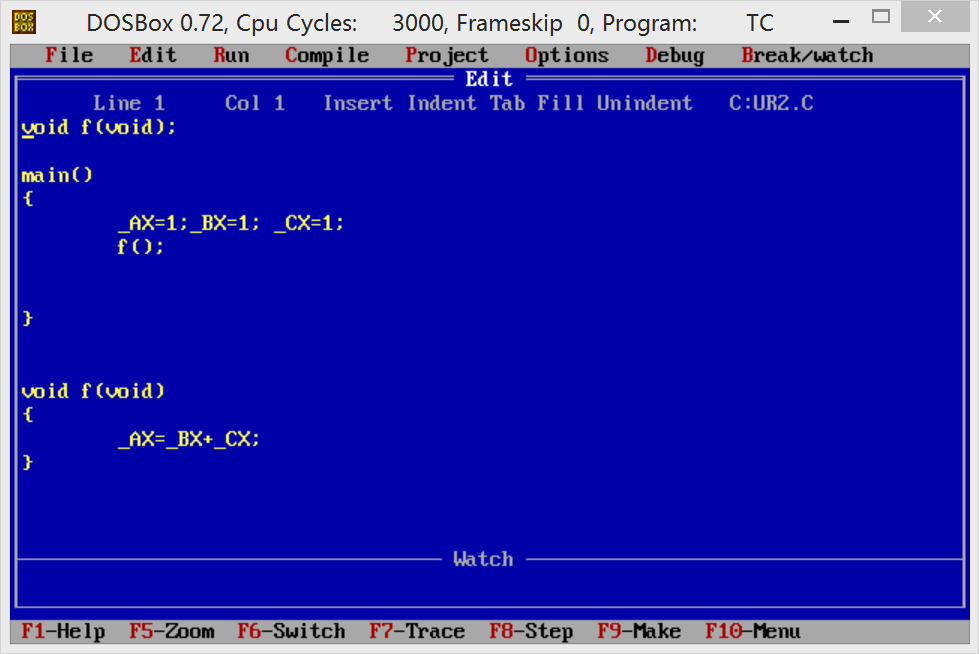 DOS BOX DOSBox 0.72, Cpu Cycles: 3000, Frameskip 0, Program: TC
File Edit Run Compile Project Options Debug Break/watch
Edit
Line 1 Col 1 Insert Indent Tab Fill Unindent C:UR2.C
void f(void);
main()
{
_AX=1;_BX=1; _CX=1;
f();
}
void f(void)
{
_AX=_BX+_CX;
}
Watch
F1-Help F5-Zoom F6-Switch F7-Trace F8-Step F9-Make F10-Menu